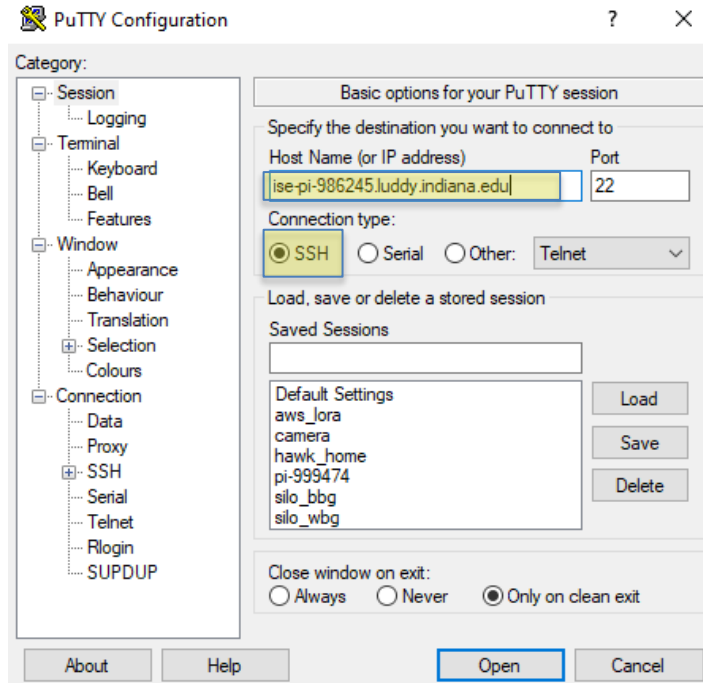 PuTTY Configuration
?
Category:
Session
Logging
Terminal
Keyboard
Bell
Features
Window
Appearance
Behaviour
Translation
Selection
Colours
Connection
Data
Proxy
SSH
Serial
Telnet
Rlogin
SUPDUP
Basic options for your PuTTY session
Specify the destination you want to connect to
Host Name (or IP address) Port
ise-pi-986245.luddy.indiana.edu 22
Connection type:
SSH Serial Other: Telnet
Load, save or delete a stored session
Saved Sessions
Default Settings
aws_lora
camera
hawk_home
pi-999474
silo_bbg
silo_wbg
Load
Save
Delete
Close window on exit:
Always Never Only on clean exit
About Help Open Cancel